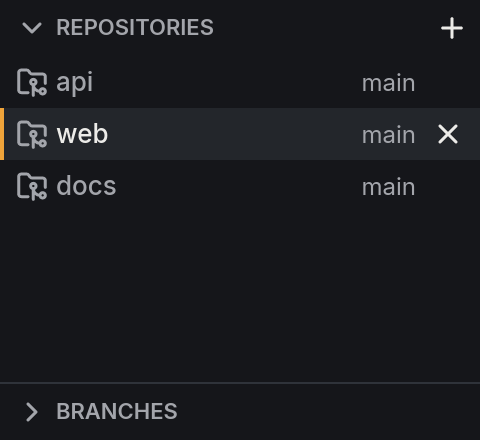 REPOSITORIES
api main
web main
docs main
BRANCHES